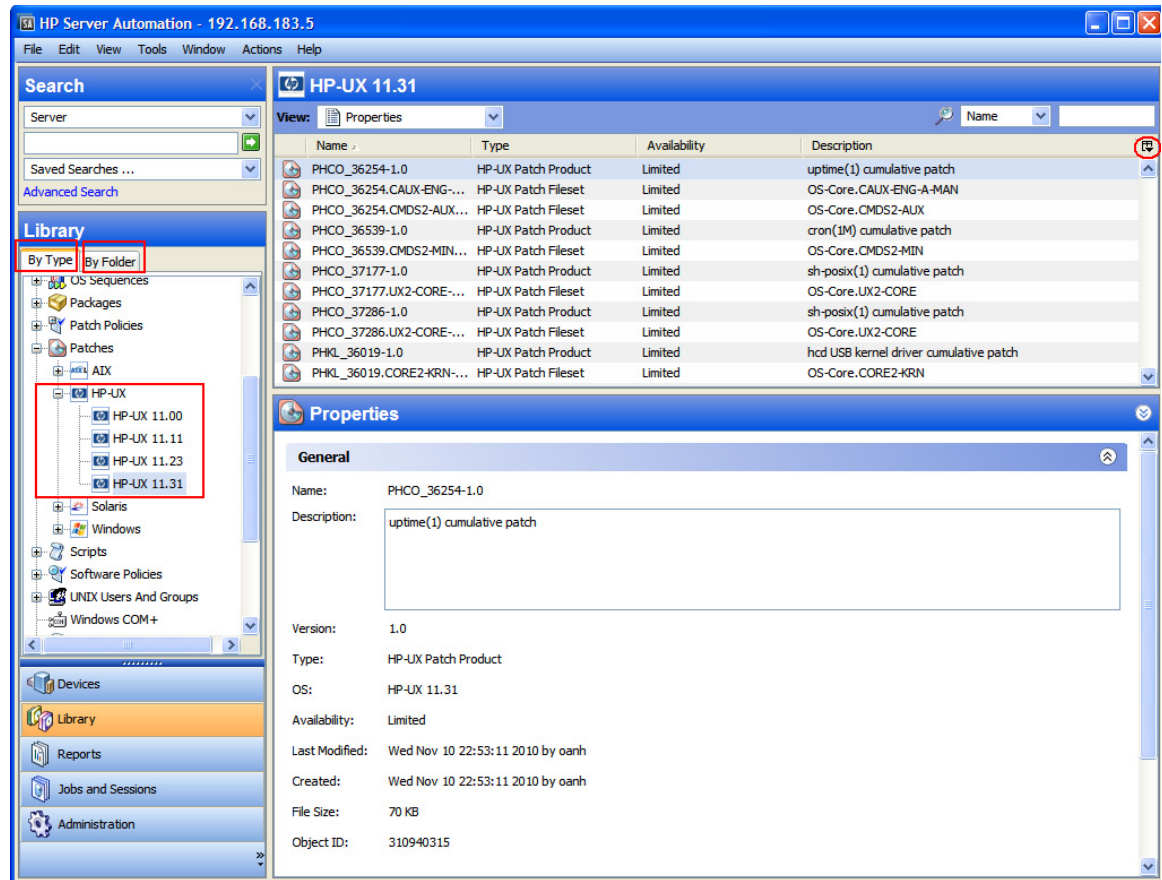 HP Server Automation - 192.168.183.5
File Edit View Tools Window Actions Help
Search
Server
Saved Searches ...
Advanced Search
Library
By Type By Folder
OS Sequences
Packages
Patch Policies
Patches
AIX
HP-UX
HP-UX 11.00
HP-UX 11.11
HP-UX 11.23
HP-UX 11.31
Solaris
Windows
Scripts
Software Policies
UNIX Users And Groups
Windows COM+
Devices
Library
Reports
Jobs and Sessions
Administration
HP-UX 11.31
View: Properties Name
Name Type Availability Description
PHCO_36254-1.0 HP-UX Patch Product Limited uptime(1) cumulative patch
PHCO_36254.CAUX-ENG-... HP-UX Patch Fileset Limited OS-Core.CAUX-ENG-A-MAN
PHCO_36254.CMDS2-AUX... HP-UX Patch Fileset Limited OS-Core.CMDS2-AUX
PHCO_36539-1.0 HP-UX Patch Product Limited cron(1M) cumulative patch
PHCO_36539.CMDS2-MIN... HP-UX Patch Fileset Limited OS-Core.CMDS2-MIN
PHCO_37177-1.0 HP-UX Patch Product Limited sh-posix(1) cumulative patch
PHCO_37177.UX2-CORE-... HP-UX Patch Fileset Limited OS-Core.UX2-CORE
PHCO_37286-1.0 HP-UX Patch Product Limited sh-posix(1) cumulative patch
PHCO_37286.UX2-CORE-... HP-UX Patch Fileset Limited OS-Core.UX2-CORE
PHKL_36019-1.0 HP-UX Patch Product Limited hcd USB kernel driver cumulative patch
PHKL_36019.CORE2-KRN-... HP-UX Patch Fileset Limited OS-Core.CORE2-KRN
Properties
General
Name: PHCO_36254-1.0
Description: uptime(1) cumulative patch
Version: 1.0
Type: HP-UX Patch Product
OS: HP-UX 11.31
Availability: Limited
Last Modified: Wed Nov 10 22:53:11 2010 by oanh
Created: Wed Nov 10 22:53:11 2010 by oanh
File Size: 70 KB
Object ID: 310940315